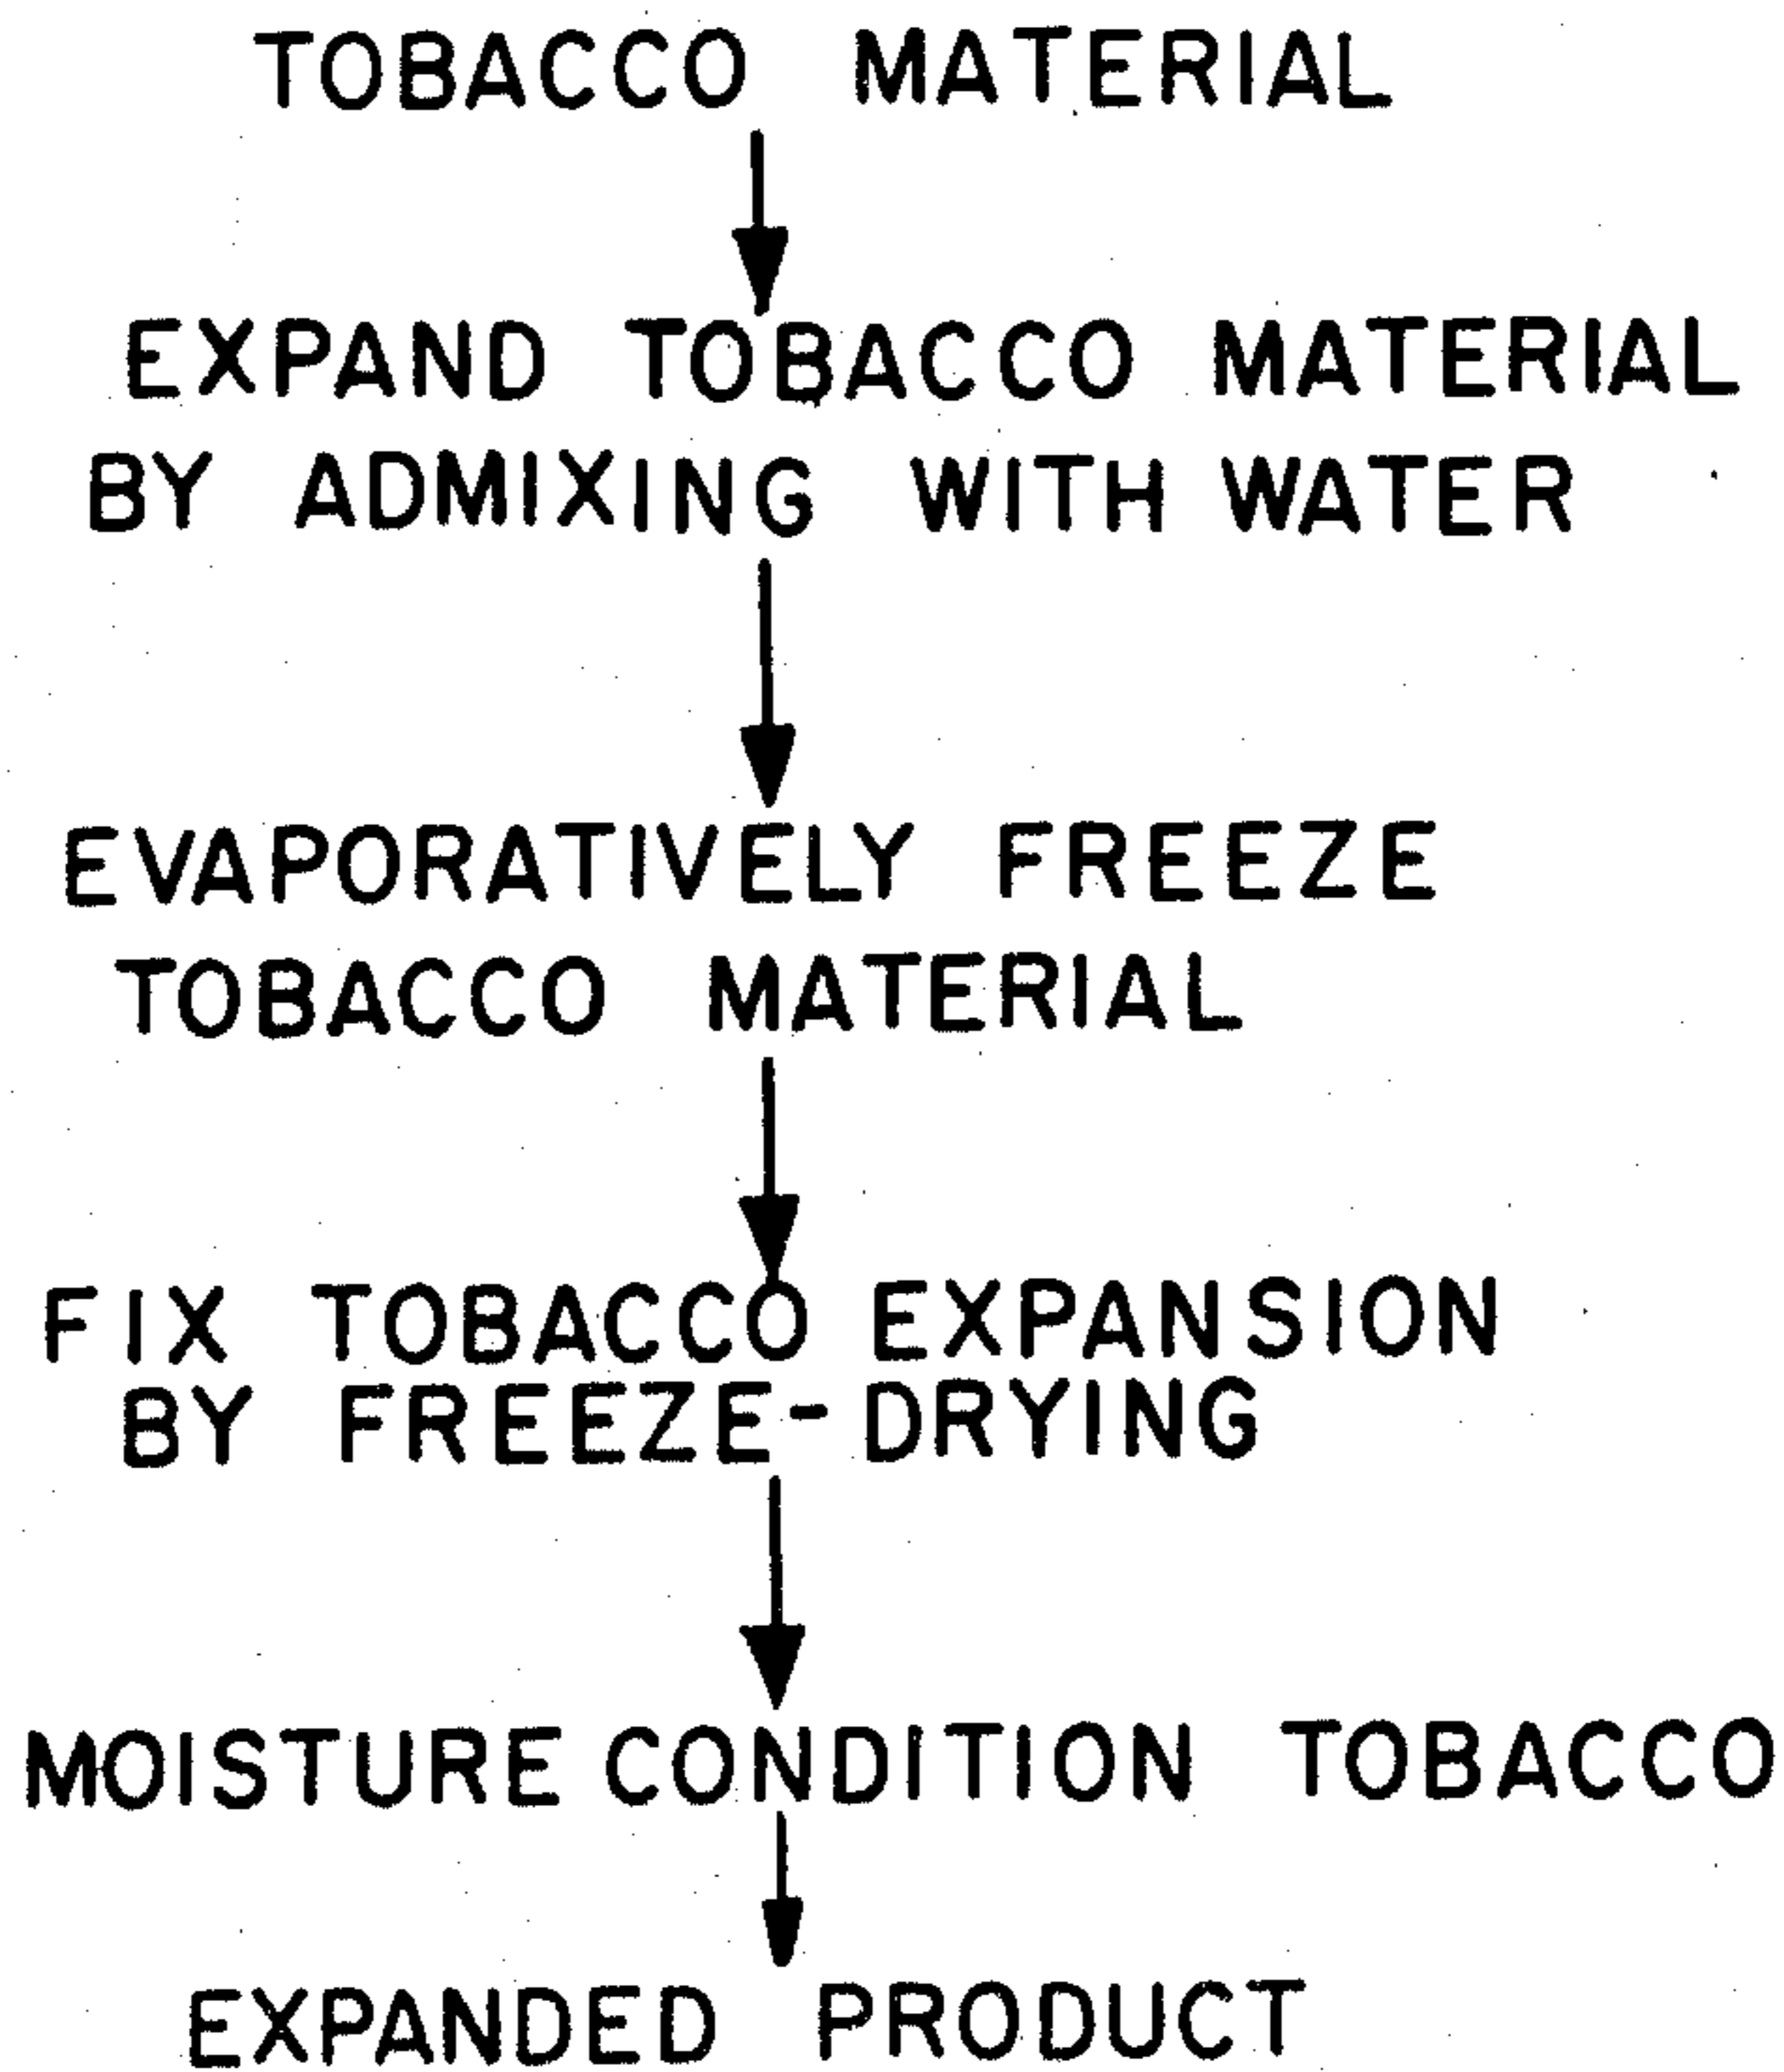 TOBACCO MATERIAL
EXPAND TOBACCO MATERIAL
BY ADMIXING WITH WATER
EVAPORATIVELY FREEZE
TOBACCO MATERIAL
FIX TOBACCO EXPANSION
BY FREEZE-DRYING
MOISTURE CONDITION TOBACCO
EXPANDED PRODUCT